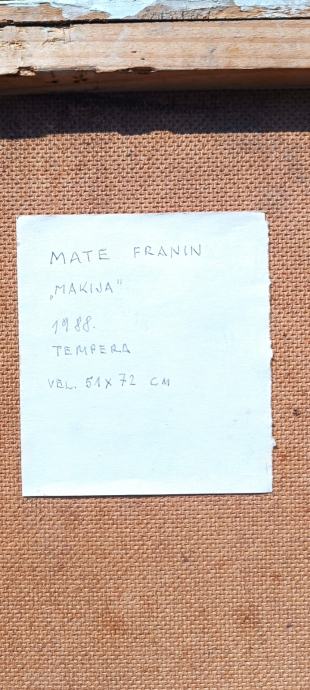 MATE FRANIN
„MAKIJA"
1988.
TEMPERA
VEL. 51 X 72 CM